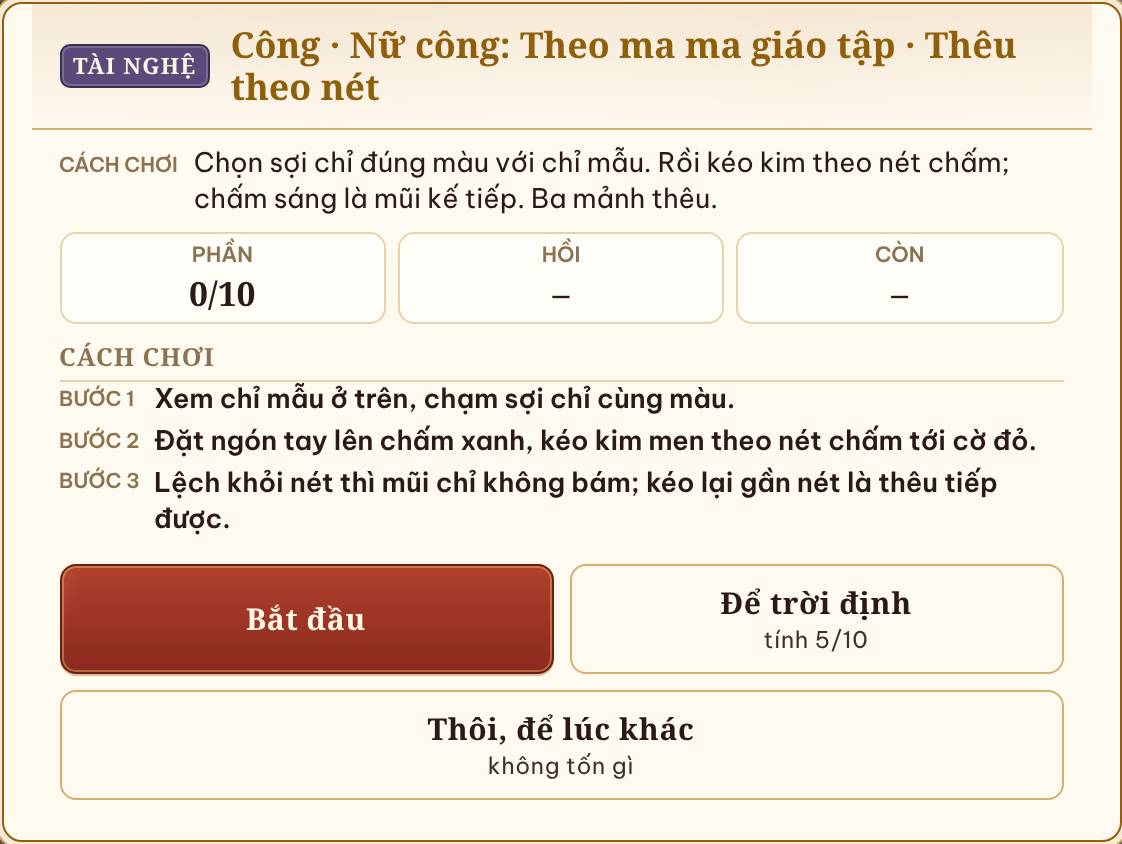 TÀI NGHỆ
Công · Nữ công: Theo ma ma giáo tập · Thêu
theo nét
CÁCH CHƠI Chọn sợi chỉ đúng màu với chỉ mẫu. Rồi kéo kim theo nét chấm;
chấm sáng là mũi kế tiếp. Ba mảnh thêu.
PHẦN HỒI CÒN
0/10 – –
CÁCH CHƠI
BƯỚC 1 Xem chỉ mẫu ở trên, chạm sợi chỉ cùng màu.
BƯỚC 2 Đặt ngón tay lên chấm xanh, kéo kim men theo nét chấm tới cờ đỏ.
BƯỚC 3 Lệch khỏi nét thì mũi chỉ không bám; kéo lại gần nét là thêu tiếp
được.
Bắt đầu
Để trời định
tính 5/10
Thôi, để lúc khác
không tốn gì